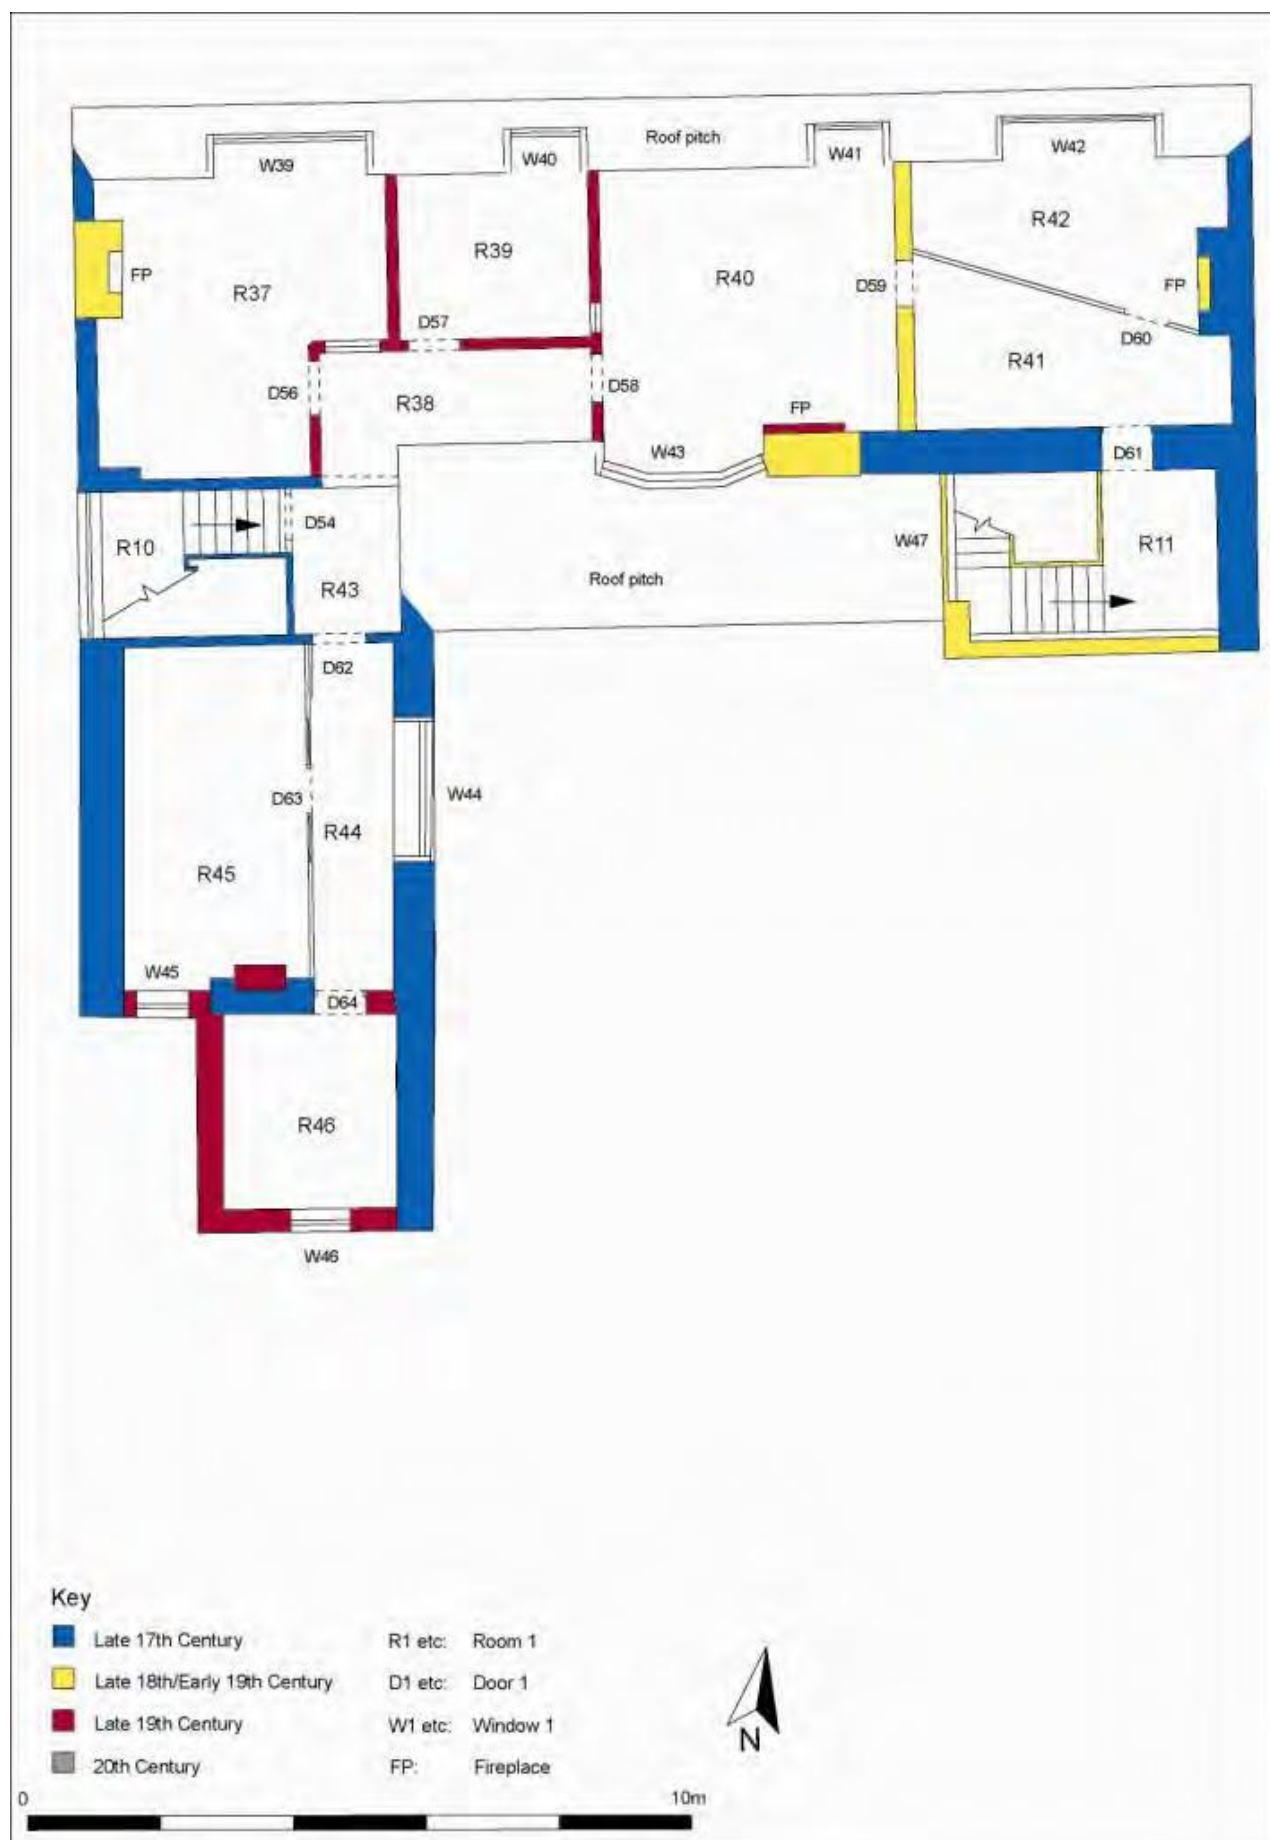 Roof pitch
W39
W40
W41
W42
R42
R39
R40
FP
R37
D59
FP
D57
D60
R41
D56
D58
R38
FP
W43
D61
D54
R10
W47
R11
R43
Roof pitch
D62
W44
D63
R44
R45
W45
D64
R46
W46
Key
Late 17th Century R1 etc: Room 1
Late 18th/Early 19th Century D1 etc: Door 1
Late 19th Century W1 etc: Window 1
20th Century FP: Fireplace
N
0 10m